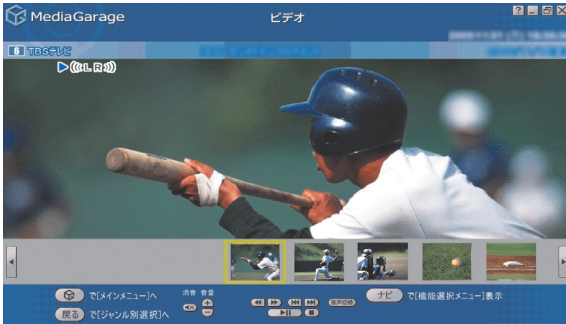 MediaGarage
ビデオ
6 TBSテレビ
((L R))
で[メインメニュー]へ
消音 音量
音声切換
ナビ で[機能選択メニュー]表示
戻る で[ジャンル別選択]へ